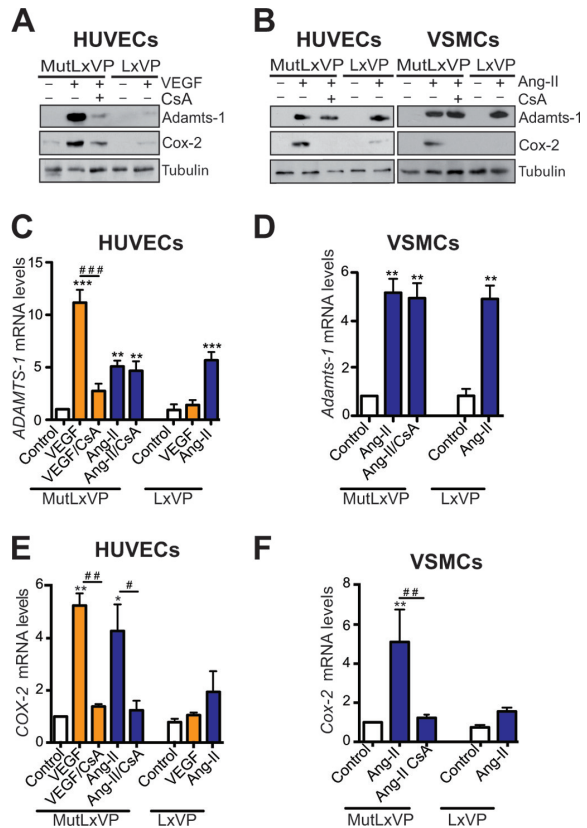 A
HUVECs
MutLxVP LxVP
– + + – + VEGF
– – + – – CsA
Adamts-1
Cox-2
Tubulin
B
HUVECs VSMCs
MutLxVP LxVP MutLxVP LxVP
– + + – + – + + – + Ang-II
– – + – – – – + – – CsA
Adamts-1
Cox-2
Tubulin
C
HUVECs
ADAMTS-1 mRNA levels
15
10
5
0
###
***
** **
***
Control
VEGF
VEGF/CsA
Ang-II
Ang-II/CsA
Control
VEGF
Ang-II
MutLxVP LxVP
D
VSMCs
Adamts-1 mRNA levels
6
4
2
0
** ** **
Control
Ang-II
Ang-II/CsA
Control
Ang-II
MutLxVP LxVP
E
HUVECs
COX-2 mRNA levels
6
4
2
0
##
**
#
*
Control
VEGF
VEGF/CsA
Ang-II
Ang-II/CsA
Control
VEGF
Ang-II
MutLxVP LxVP
F
VSMCs
Cox-2 mRNA levels
8
6
4
2
0
##
**
Control
Ang-II
Ang-II CsA
Control
Ang-II
MutLxVP LxVP